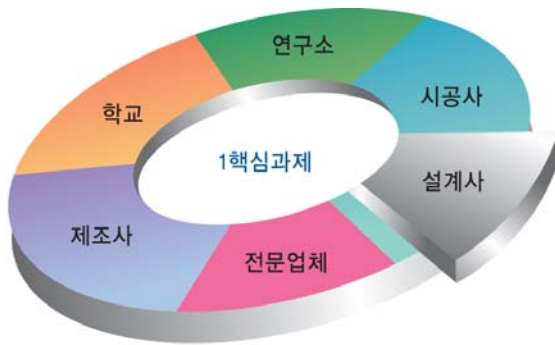 연구소
시공사
학교
1핵심과제
설계사
제조사
전문업체